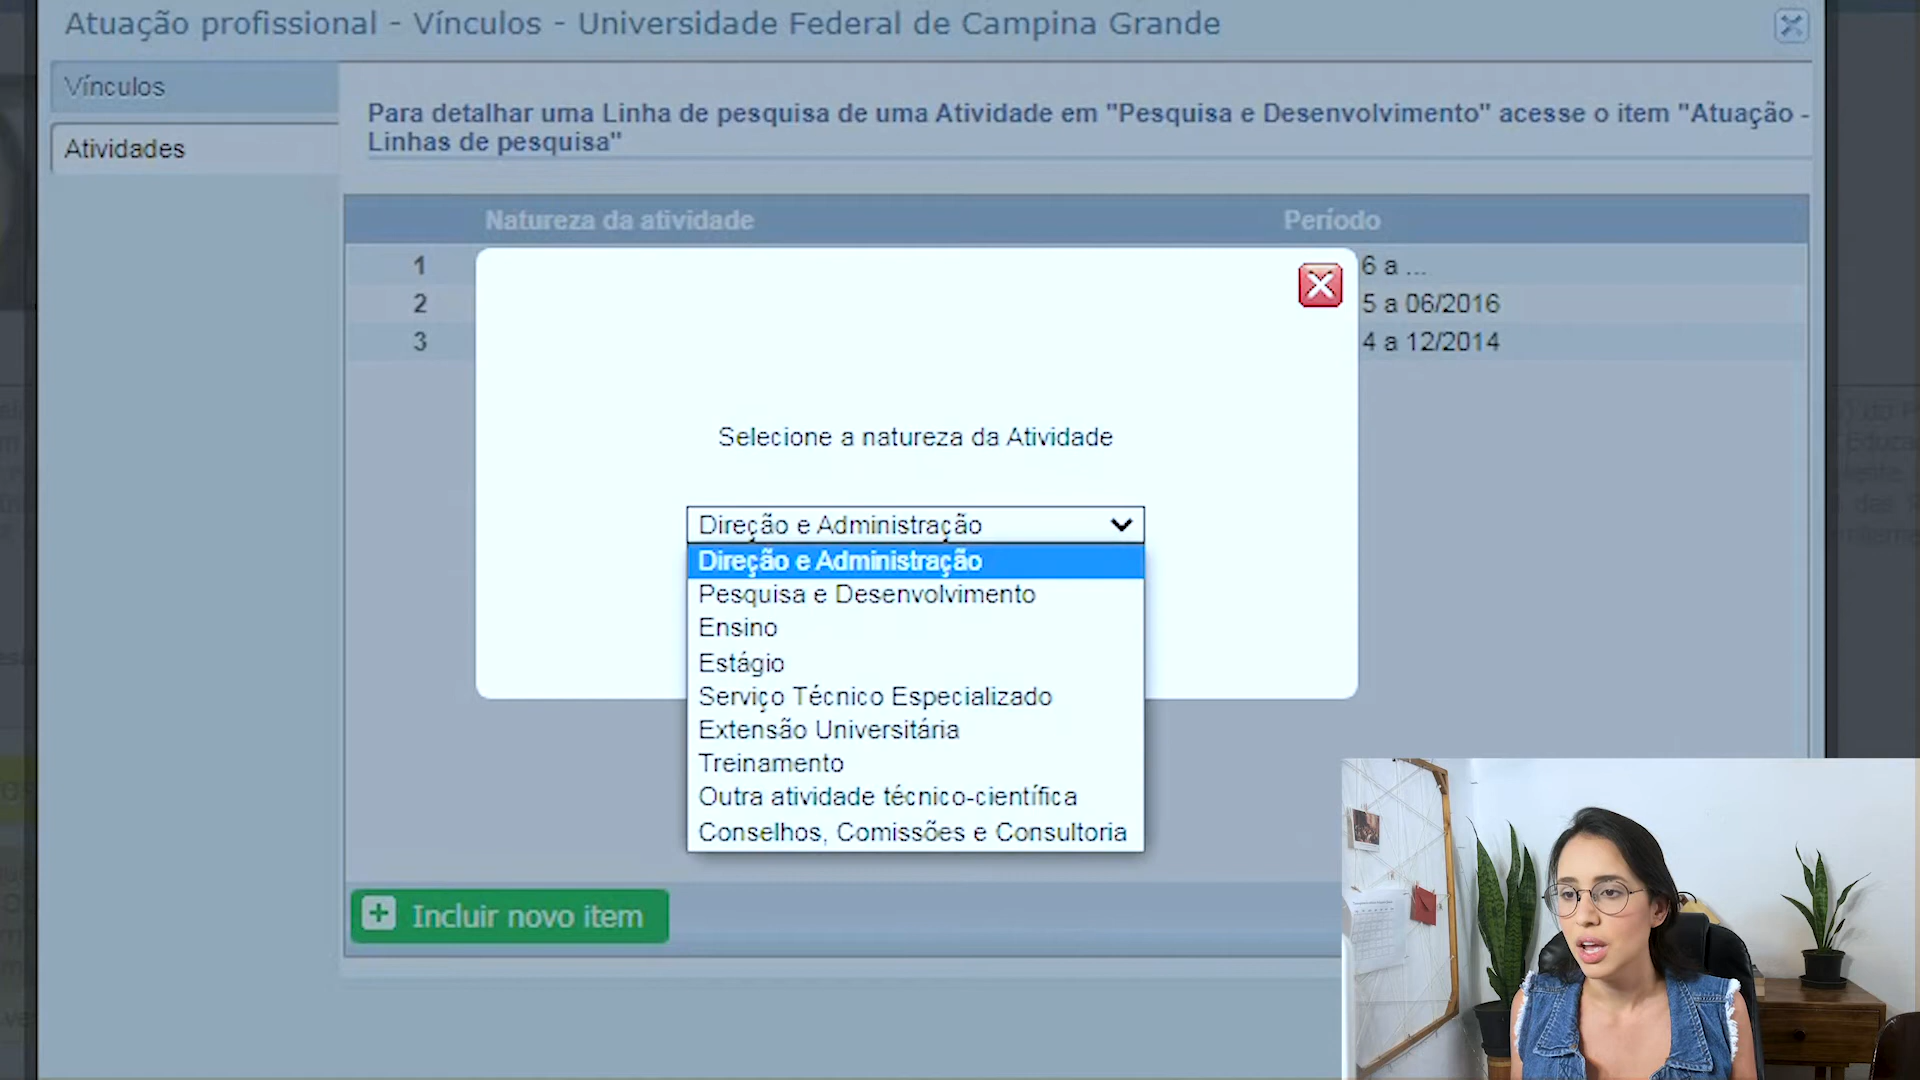 Atuação profissional - Vínculos - Universidade Federal de Campina Grande
Vínculos
Atividades
Para detalhar uma Linha de pesquisa de uma Atividade em "Pesquisa e Desenvolvimento" acesse o item "Atuação -
Linhas de pesquisa"
Natureza da atividade Período
1 6 a ...
2 5 a 06/2016
3 4 a 12/2014
Selecione a natureza da Atividade
Direção e Administração
Direção e Administração
Pesquisa e Desenvolvimento
Ensino
Estágio
Serviço Técnico Especializado
Extensão Universitária
Treinamento
Outra atividade técnico-científica
Conselhos, Comissões e Consultoria
Incluir novo item